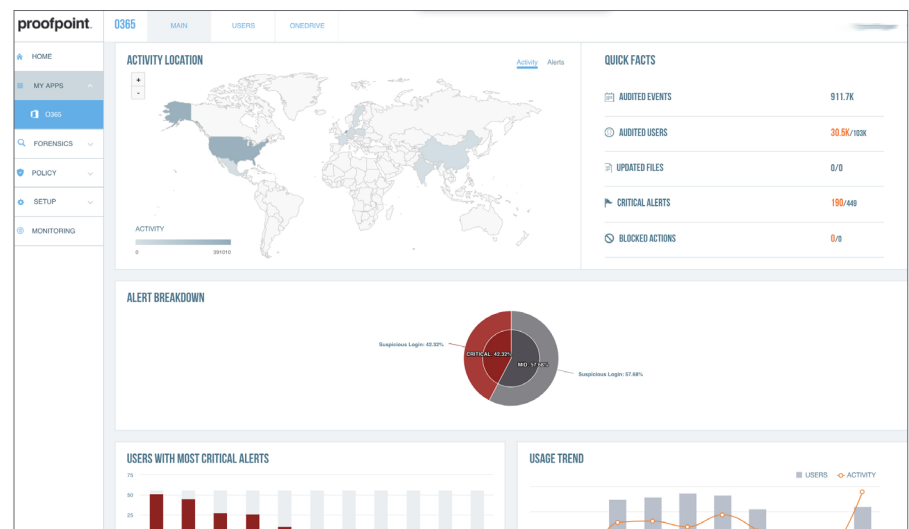 proofpoint.
O365
MAIN
USERS
ONEDRIVE
HOME
MY APPS
O365
FORENSICS
POLICY
SETUP
MONITORING
ACTIVITY LOCATION
Activity
Alerts
+
-
ACTIVITY
0
391010
QUICK FACTS
AUDITED EVENTS 911.7K
AUDITED USERS 30.5K/103K
UPDATED FILES 0/0
CRITICAL ALERTS 190/449
BLOCKED ACTIONS 0/0
ALERT BREAKDOWN
Suspicious Login: 42.32%
CRITICAL: 42.32%
MID: 57.68%
Suspicious Login: 57.68%
USERS WITH MOST CRITICAL ALERTS
75
50
25
USAGE TREND
USERS
ACTIVITY